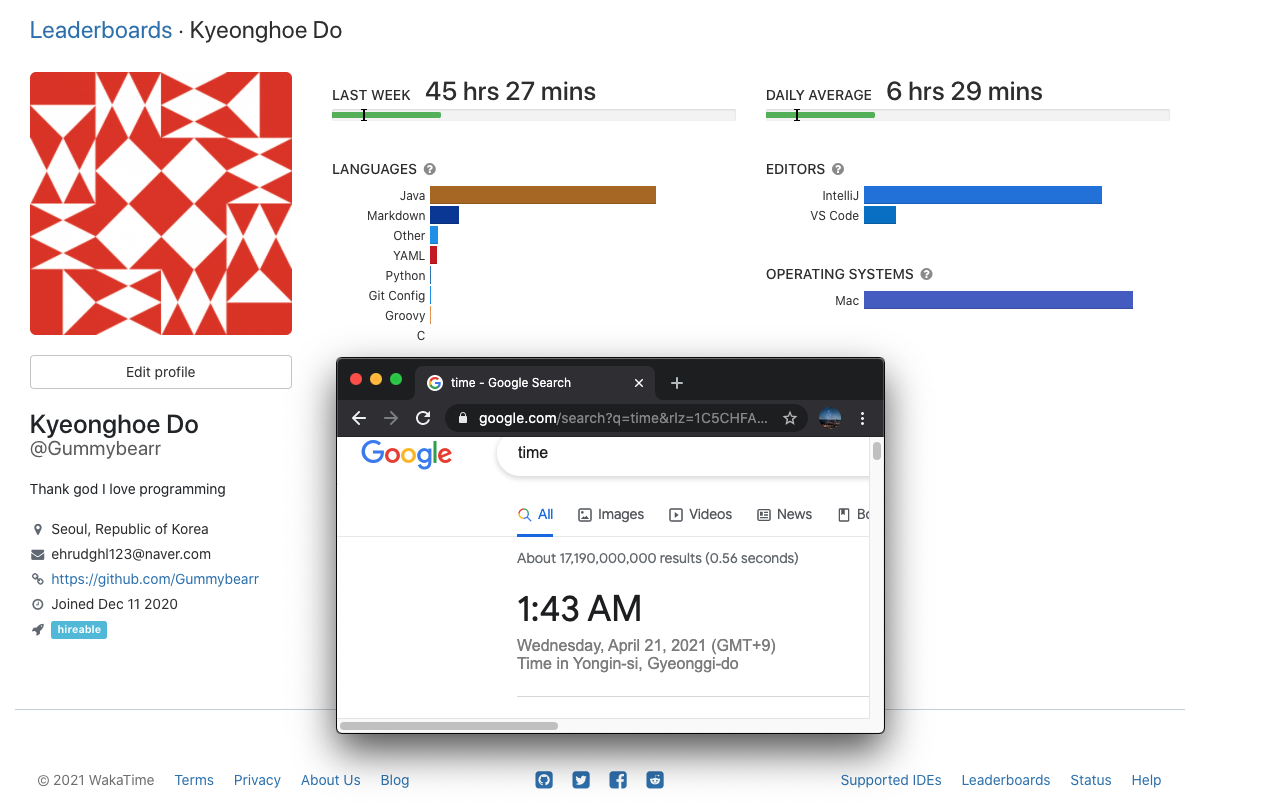 Leaderboards · Kyeonghoe Do
LAST WEEK 45 hrs 27 mins
DAILY AVERAGE 6 hrs 29 mins
LANGUAGES ?
Java
Markdown
Other
YAML
Python
Git Config
Groovy
C
EDITORS ?
IntelliJ
VS Code
OPERATING SYSTEMS ?
Mac
Edit profile
Kyeonghoe Do
@Gummybearr
Thank god I love programming
Seoul, Republic of Korea
ehrudghl123@naver.com
https://github.com/Gummybearr
Joined Dec 11 2020
hireable
time - Google Search
google.com/search?q=time&rlz=1C5CHFA...
Google
time
All Images Videos News Bo
About 17,190,000,000 results (0.56 seconds)
1:43 AM
Wednesday, April 21, 2021 (GMT+9)
Time in Yongin-si, Gyeonggi-do
© 2021 WakaTime Terms Privacy About Us Blog
Supported IDEs Leaderboards Status Help